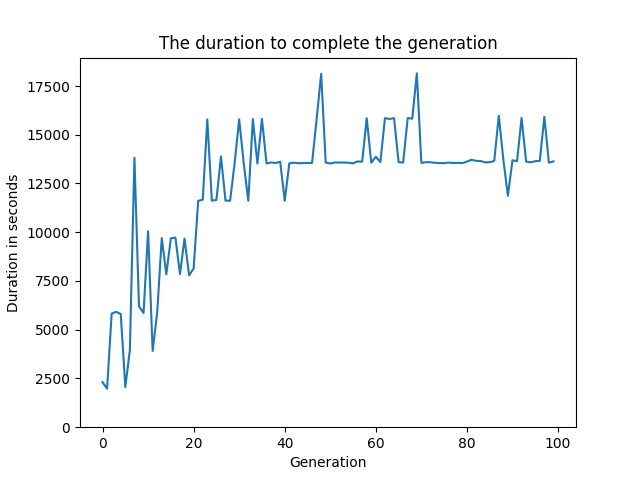 The duration to complete the generation
17500
15000
12500
10000
7500
5000
2500
0
Duration in seconds
0 20 40 60 80 100
Generation